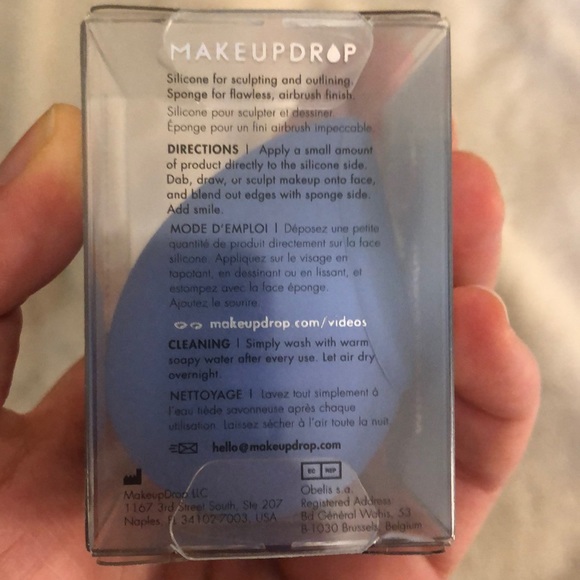 MAKEUPDROP
Silicone for sculpting and outlining.
Sponge for flawless, airbrush finish.
Silicone pour sculpter et dessiner
Éponge pour un fini airbrush impeccable.
DIRECTIONS | Apply a small amount
of product directly to the silicone side.
Dab, draw, or sculpt makeup onto face,
and blend out edges with sponge side.
Add smile.
MODE D'EMPLOI | Déposez une petite
quantité de produit directement sur la face
silicone. Appliquez sur le visage en
tapotant, en dessinant ou en lissant, et
estompez avec la face éponge.
Ajoutez le sourire.
makeupdrop.com/videos
CLEANING | Simply wash with warm
soapy water after every use. Let air dry
overnight.
NETTOYAGE | Lavez tout simplement à
l'eau tiède savonneuse après chaque
utilisation. Laissez sécher à l'air toute la nuit.
hello@makeupdrop.com
EC REP
MakeupDrop LLC
1167 3rd Street South, Ste 207
Naples, FL 34102-7003, USA
Obelis s.a.
Registered Address:
Bd Général Wahis, 53
B-1030 Brussels, Belgium